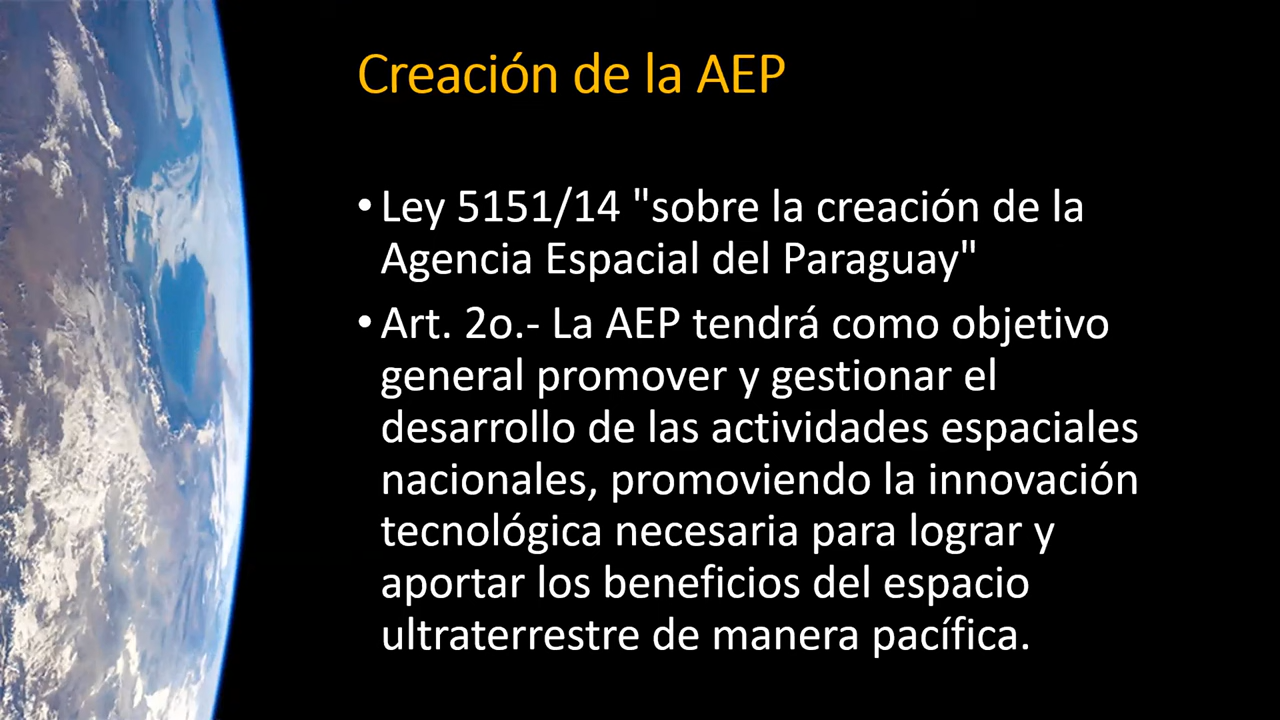 Creación de la AEP
• Ley 5151/14 "sobre la creación de la
Agencia Espacial del Paraguay"
• Art. 2o.- La AEP tendrá como objetivo
general promover y gestionar el
desarrollo de las actividades espaciales
nacionales, promoviendo la innovación
tecnológica necesaria para lograr y
aportar los beneficios del espacio
ultraterrestre de manera pacífica.